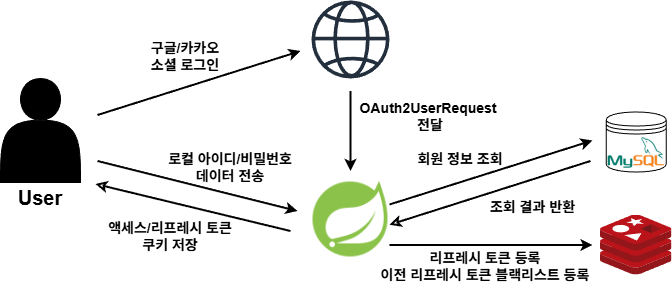 구글/카카오
소셜 로그인
OAuth2UserRequest
전달
로컬 아이디/비밀번호
데이터 전송
회원 정보 조회
MySQL
User
액세스/리프레시 토큰
쿠키 저장
조회 결과 반환
리프레시 토큰 등록
이전 리프레시 토큰 블랙리스트 등록